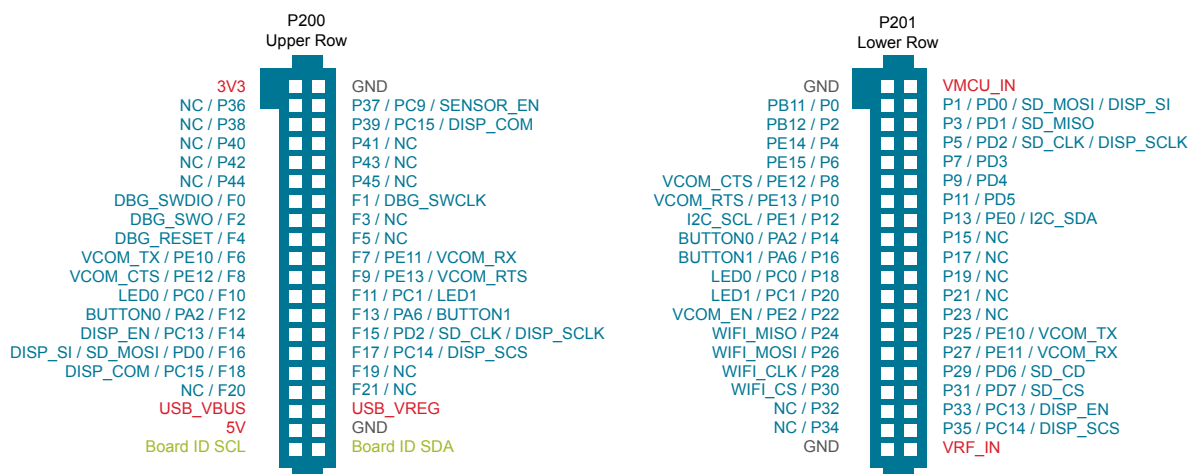 P200
Upper Row
3V3 GND
NC / P36 P37 / PC9 / SENSOR_EN
NC / P38 P39 / PC15 / DISP_COM
NC / P40 P41 / NC
NC / P42 P43 / NC
NC / P44 P45 / NC
DBG_SWDIO / F0 F1 / DBG_SWCLK
DBG_SWO / F2 F3 / NC
DBG_RESET / F4 F5 / NC
VCOM_TX / PE10 / F6 F7 / PE11 / VCOM_RX
VCOM_CTS / PE12 / F8 F9 / PE13 / VCOM_RTS
LED0 / PC0 / F10 F11 / PC1 / LED1
BUTTON0 / PA2 / F12 F13 / PA6 / BUTTON1
DISP_EN / PC13 / F14 F15 / PD2 / SD_CLK / DISP_SCLK
DISP_SI / SD_MOSI / PD0 / F16 F17 / PC14 / DISP_SCS
DISP_COM / PC15 / F18 F19 / NC
NC / F20 F21 / NC
USB_VBUS USB_VREG
5V GND
Board ID SCL Board ID SDA
P201
Lower Row
GND VMCU_IN
PB11 / P0 P1 / PD0 / SD_MOSI / DISP_SI
PB12 / P2 P3 / PD1 / SD_MISO
PE14 / P4 P5 / PD2 / SD_CLK / DISP_SCLK
PE15 / P6 P7 / PD3
VCOM_CTS / PE12 / P8 P9 / PD4
VCOM_RTS / PE13 / P10 P11 / PD5
I2C_SCL / PE1 / P12 P13 / PE0 / I2C_SDA
BUTTON0 / PA2 / P14 P15 / NC
BUTTON1 / PA6 / P16 P17 / NC
LED0 / PC0 / P18 P19 / NC
LED1 / PC1 / P20 P21 / NC
VCOM_EN / PE2 / P22 P23 / NC
WIFI_MISO / P24 P25 / PE10 / VCOM_TX
WIFI_MOSI / P26 P27 / PE11 / VCOM_RX
WIFI_CLK / P28 P29 / PD6 / SD_CD
WIFI_CS / P30 P31 / PD7 / SD_CS
NC / P32 P33 / PC13 / DISP_EN
NC / P34 P35 / PC14 / DISP_SCS
GND VRF_IN